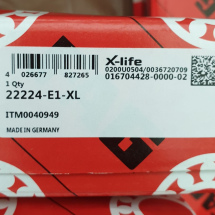 X-life
0200U0504/0036720709
016704428-0000-02
4 026677 827265
1 Qty
22224-E1-XL
ITM0040949
MADE IN GERMANY